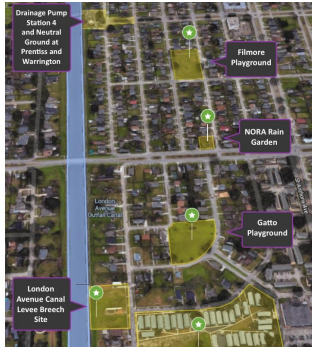 Drainage Pump
Station 4
and Neutral
Ground at
Prentiss and
Warrington
Filmore
Playground
NORA Rain
Garden
London
Avenue
Outfall Canal
Gatto
Playground
London
Avenue Canal
Levee Breech
Site